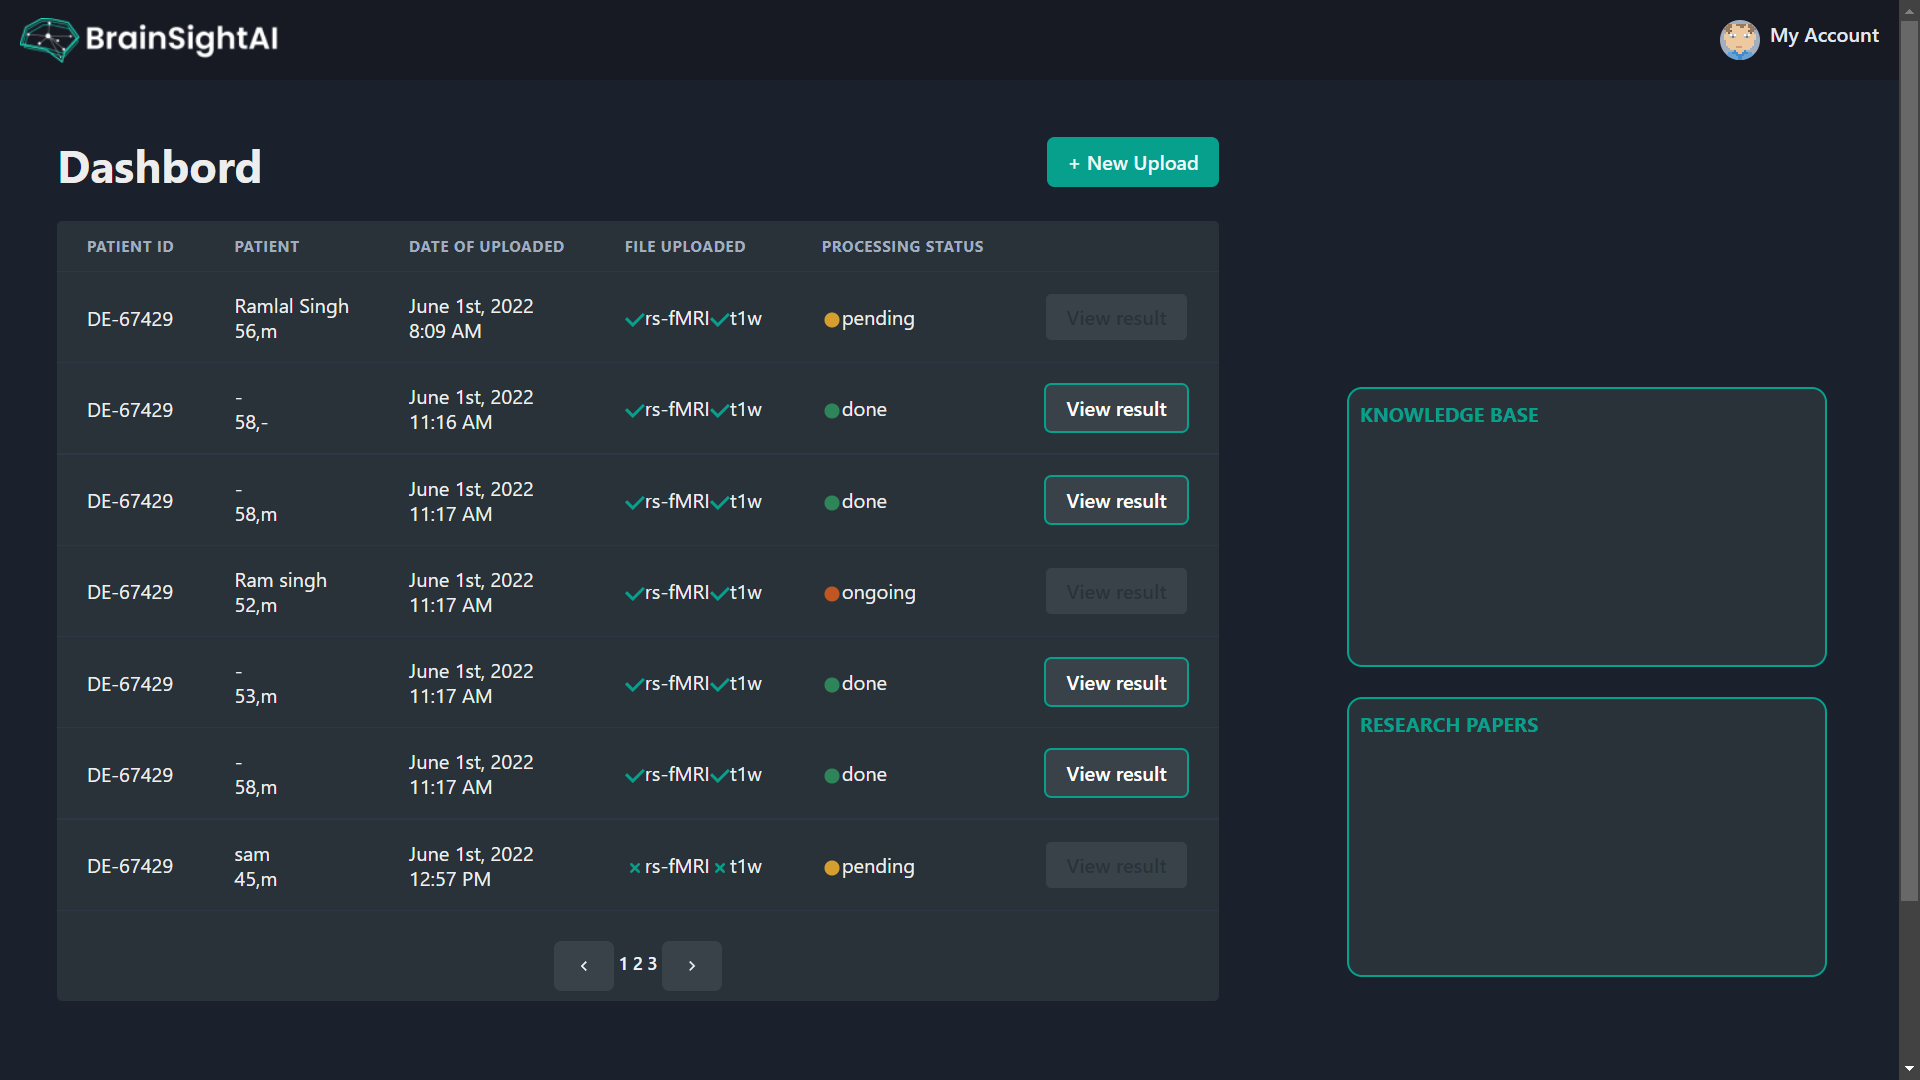 BrainSightAI
My Account
Dashbord
+ New Upload
PATIENT ID PATIENT DATE OF UPLOADED FILE UPLOADED PROCESSING STATUS
DE-67429 Ramlal Singh 56,m June 1st, 2022 8:09 AM rs-fMRI t1w pending View result
DE-67429 - 58,- June 1st, 2022 11:16 AM rs-fMRI t1w done View result
DE-67429 - 58,m June 1st, 2022 11:17 AM rs-fMRI t1w done View result
DE-67429 Ram singh 52,m June 1st, 2022 11:17 AM rs-fMRI t1w ongoing View result
DE-67429 - 53,m June 1st, 2022 11:17 AM rs-fMRI t1w done View result
DE-67429 - 58,m June 1st, 2022 11:17 AM rs-fMRI t1w done View result
DE-67429 sam 45,m June 1st, 2022 12:57 PM rs-fMRI t1w pending View result
‹ 1 2 3 ›
KNOWLEDGE BASE
RESEARCH PAPERS